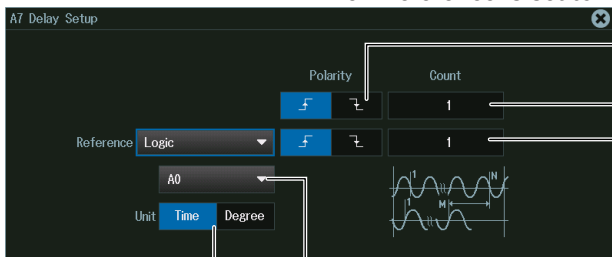 A7 Delay Setup
Polarity Count
1
Reference Logic 1
A0
Unit Time Degree
1 N
1 M